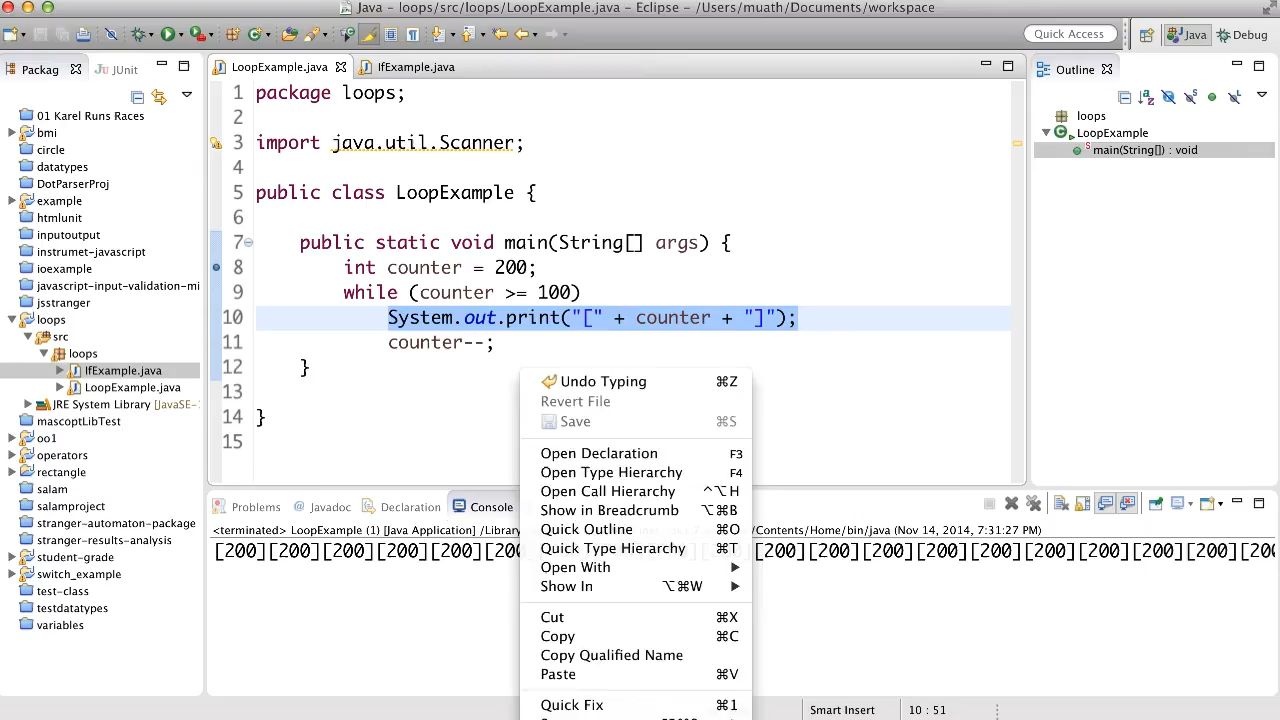 Java – loops/src/loops/LoopExample.java – Eclipse – /Users/muath/Documents/workspace
Quick Access
Java
Debug
Packag
JUnit
01 Karel Runs Races
bmi
circle
datatypes
DotParserProj
example
htmlunit
inputoutput
instrumet-javascript
ioexample
javascript-input-validation-mi
jsstranger
loops
src
loops
IfExample.java
LoopExample.java
JRE System Library [JavaSE-1
mascoptLibTest
oo1
operators
rectangle
salam
salamproject
stranger-automaton-package
stranger-results-analysis
student-grade
switch_example
test-class
testdatatypes
variables
LoopExample.java
IfExample.java
1 package loops;
2
3 import java.util.Scanner;
4
5 public class LoopExample {
6
7 public static void main(String[] args) {
8 int counter = 200;
9 while (counter >= 100)
10 System.out.print("[" + counter + "]");
11 counter--;
12 }
13
14 }
15
Outline
loops
LoopExample
main(String[]) : void
Undo Typing ⌘Z
Revert File
Save ⌘S
Open Declaration F3
Open Type Hierarchy F4
Open Call Hierarchy ^⌥H
Show in Breadcrumb ⌥⌘B
Quick Outline ⌘O
Quick Type Hierarchy ⌘T
Open With
Show In ⌥⌘W
Cut ⌘X
Copy ⌘C
Copy Qualified Name
Paste ⌘V
Quick Fix ⌘1
Problems
@ Javadoc
Declaration
Console
<terminated> LoopExample (1) [Java Application] /Library
/Contents/Home/bin/java (Nov 14, 2014, 7:31:27 PM)
[200][200][200][200][200][200
[200][200][200][200][200][200][200][200][20
Smart Insert
10 : 51